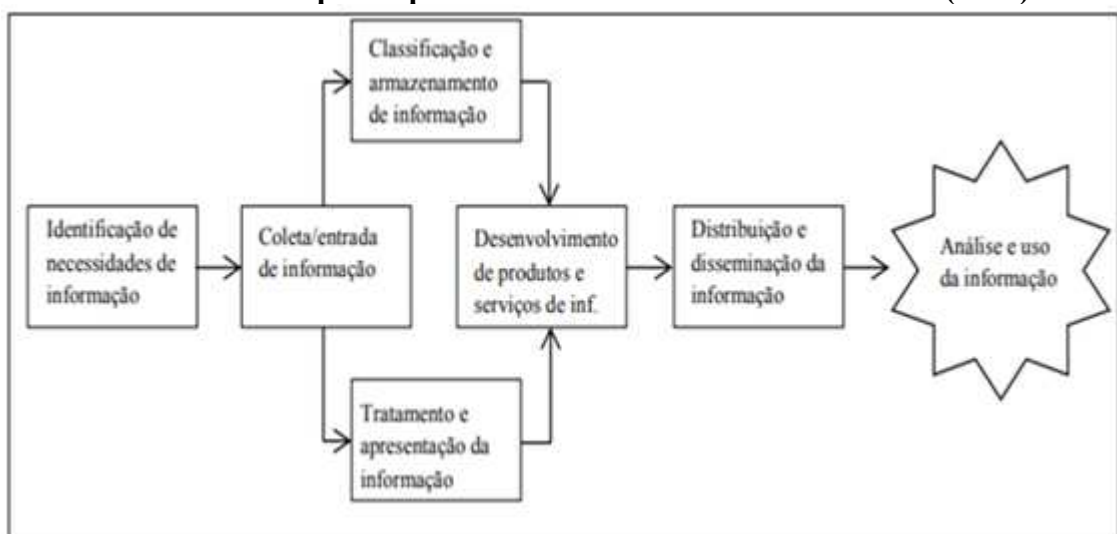 Classificação e
armazenamento
de informação
Identificação de
necessidades de
informação
Coleta/entrada
de informação
Desenvolvimento
de produtos e
serviços de inf.
Distribuição e
disseminação da
informação
Análise e uso
da informação
Tratamento e
apresentação da
informação